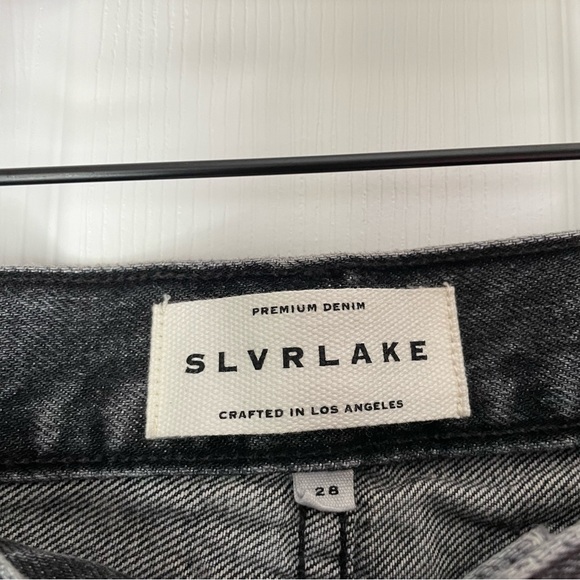 PREMIUM DENIM
SLVRLAKE
CRAFTED IN LOS ANGELES
28